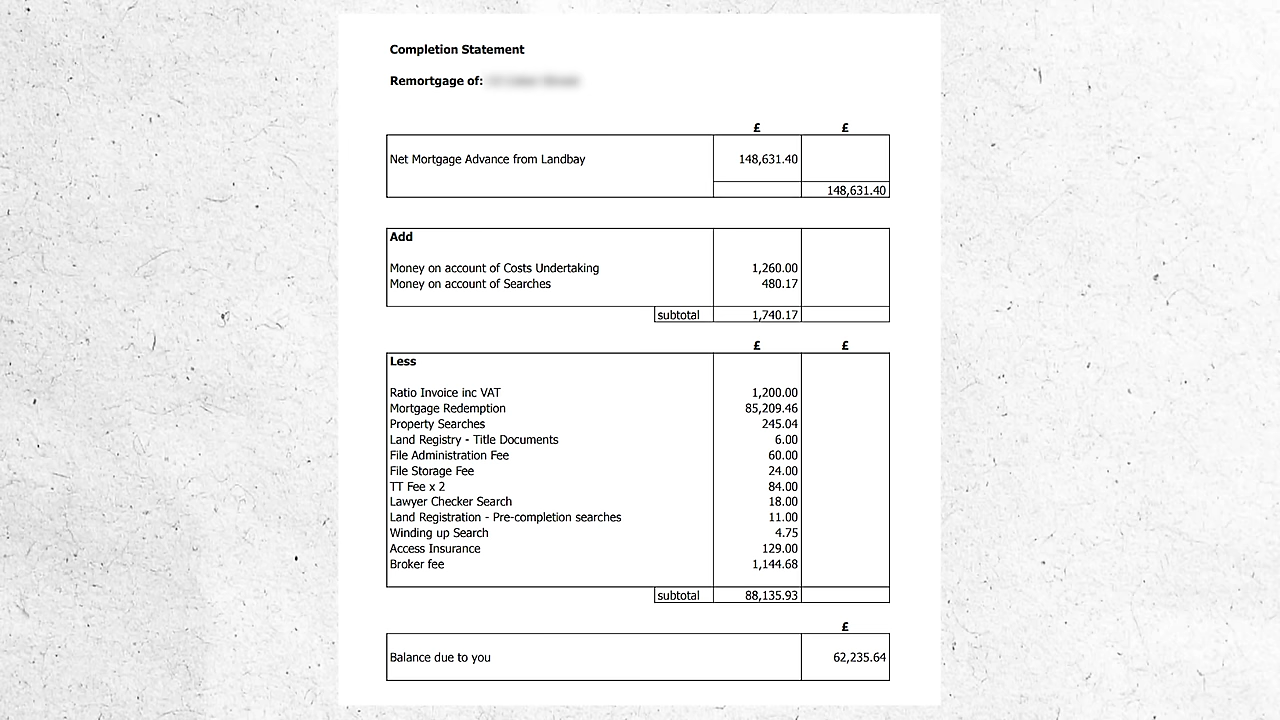 Completion Statement
Remortgage of:
£ £
Net Mortgage Advance from Landbay 148,631.40
148,631.40
Add
Money on account of Costs Undertaking 1,260.00
Money on account of Searches 480.17
subtotal 1,740.17
£ £
Less
Ratio Invoice inc VAT 1,200.00
Mortgage Redemption 85,209.46
Property Searches 245.04
Land Registry - Title Documents 6.00
File Administration Fee 60.00
File Storage Fee 24.00
TT Fee x 2 84.00
Lawyer Checker Search 18.00
Land Registration - Pre-completion searches 11.00
Winding up Search 4.75
Access Insurance 129.00
Broker fee 1,144.68
subtotal 88,135.93
£
Balance due to you 62,235.64